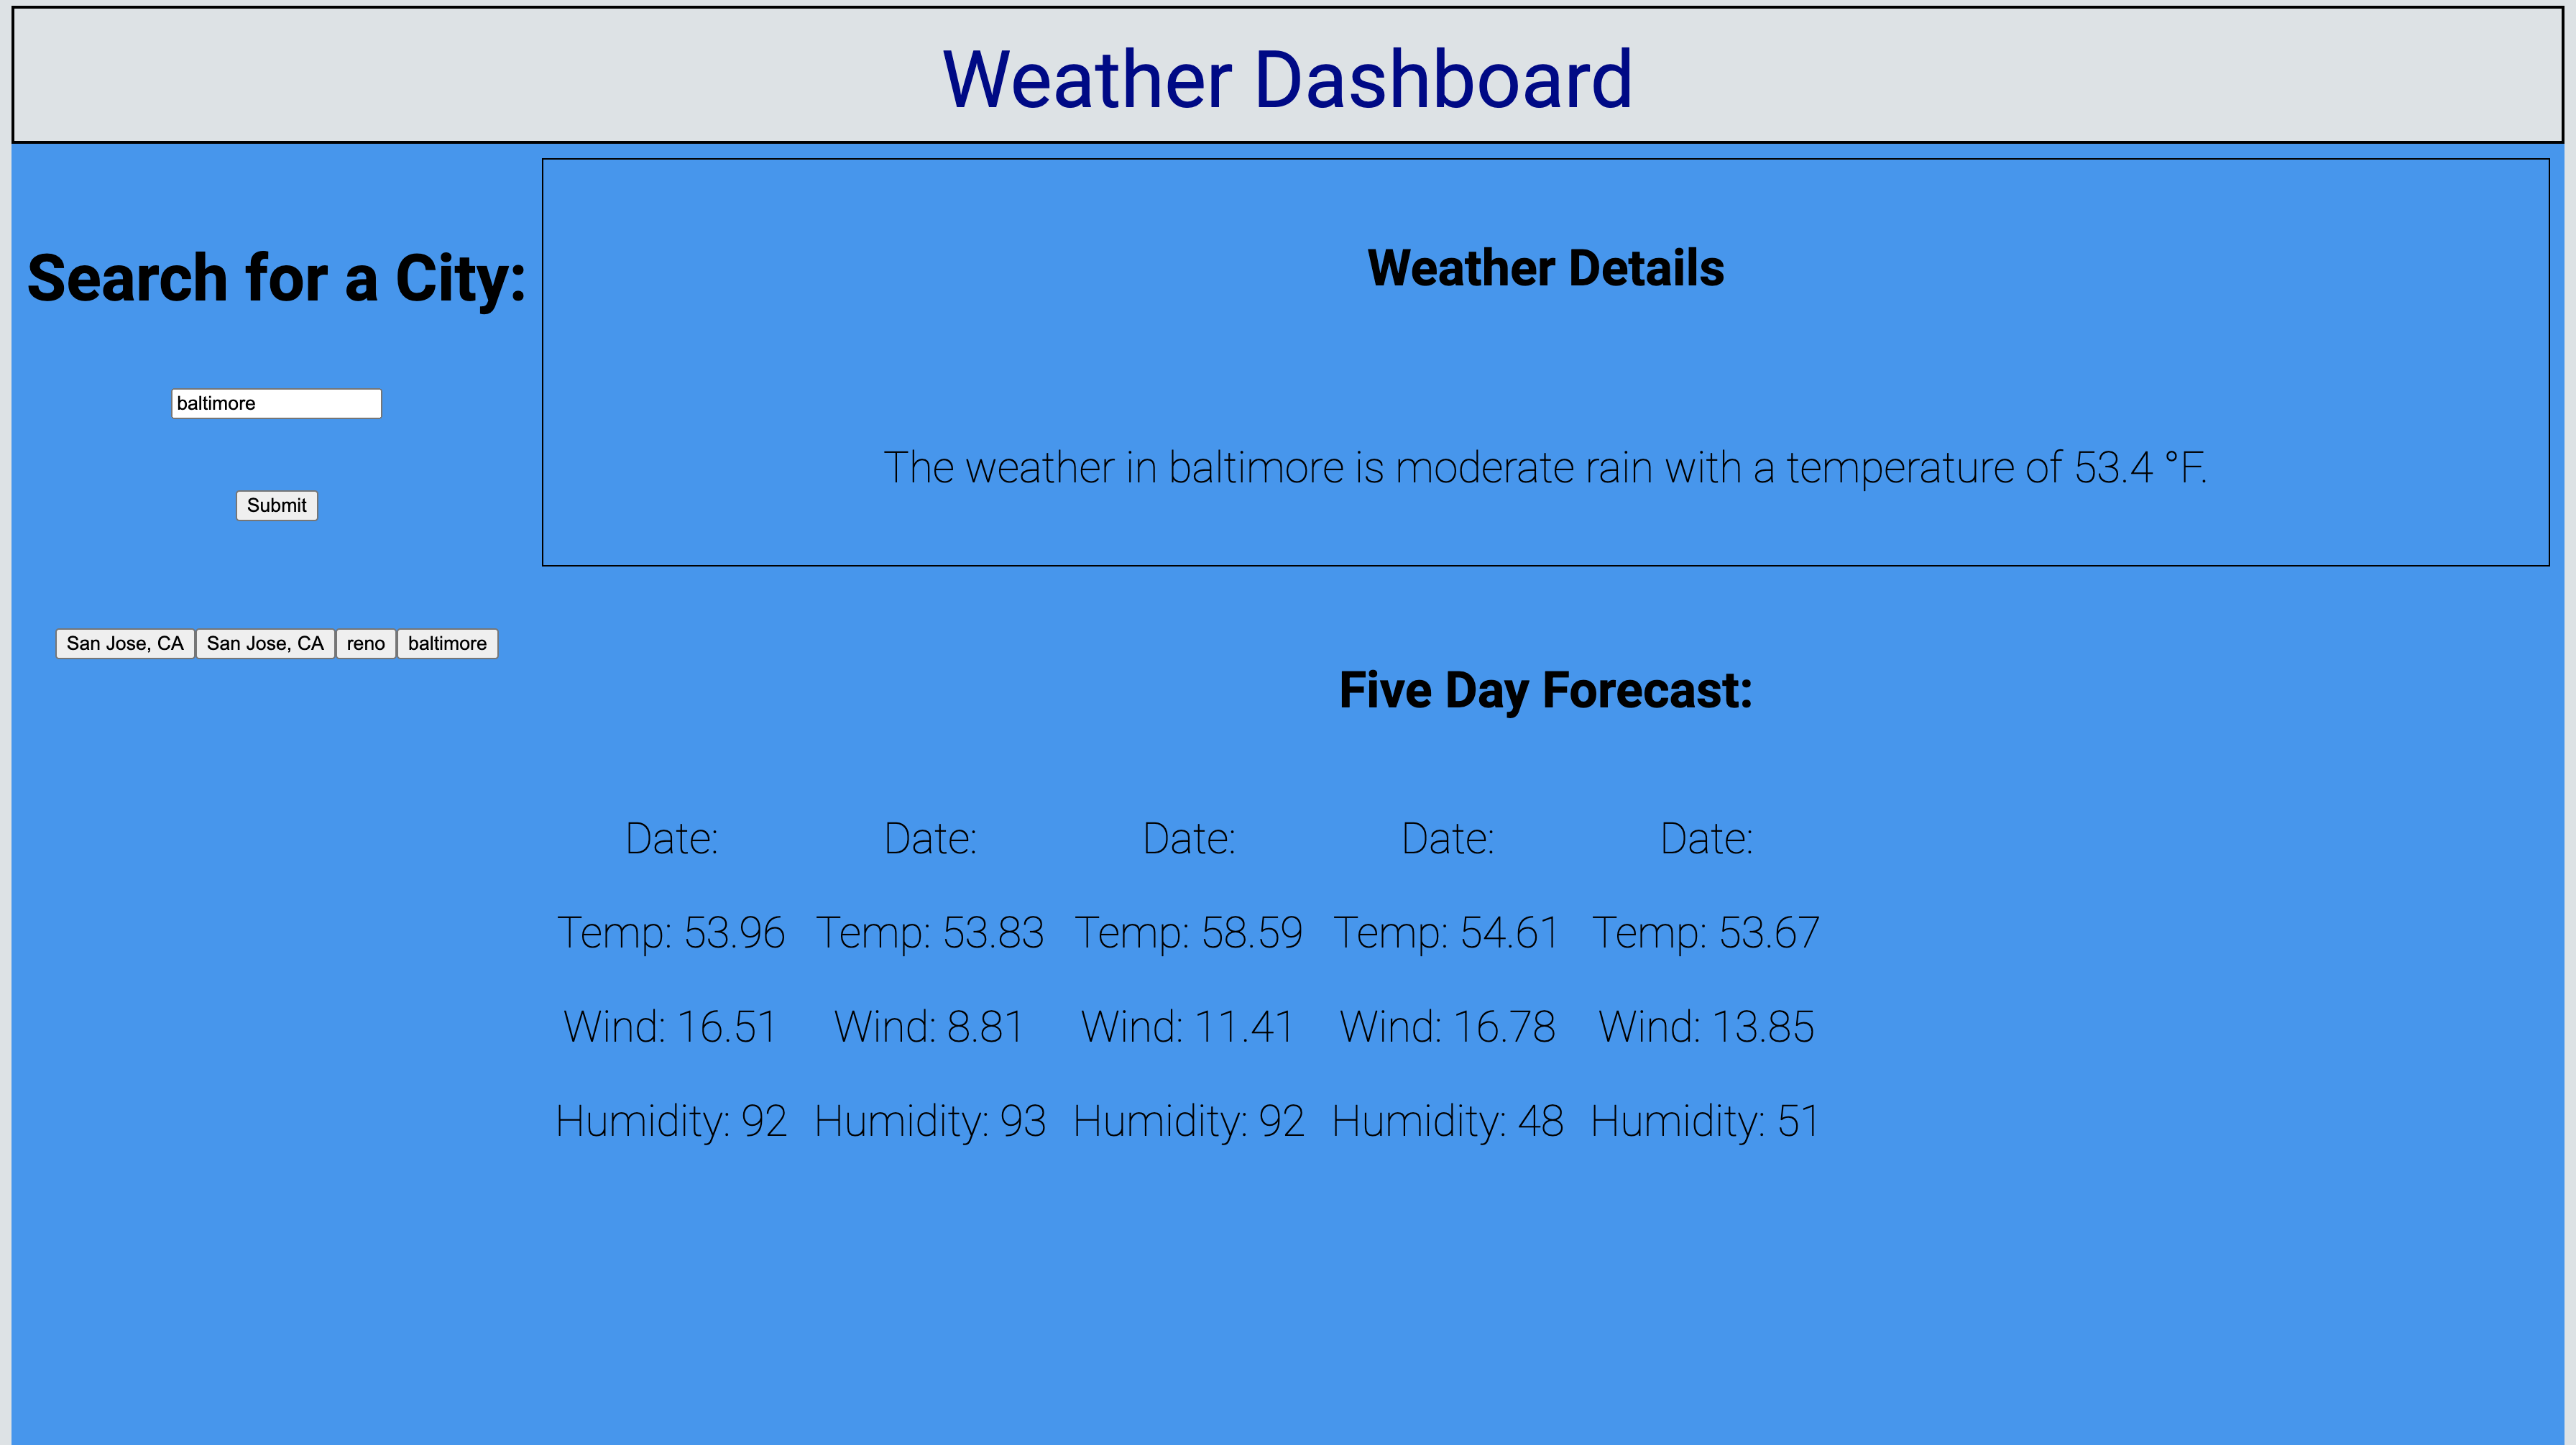 Weather Dashboard
Search for a City:
baltimore
Submit
San Jose, CA San Jose, CA reno baltimore
Weather Details
The weather in baltimore is moderate rain with a temperature of 53.4 °F.
Five Day Forecast:
Date: Date: Date: Date: Date:
Temp: 53.96 Temp: 53.83 Temp: 58.59 Temp: 54.61 Temp: 53.67
Wind: 16.51 Wind: 8.81 Wind: 11.41 Wind: 16.78 Wind: 13.85
Humidity: 92 Humidity: 93 Humidity: 92 Humidity: 48 Humidity: 51